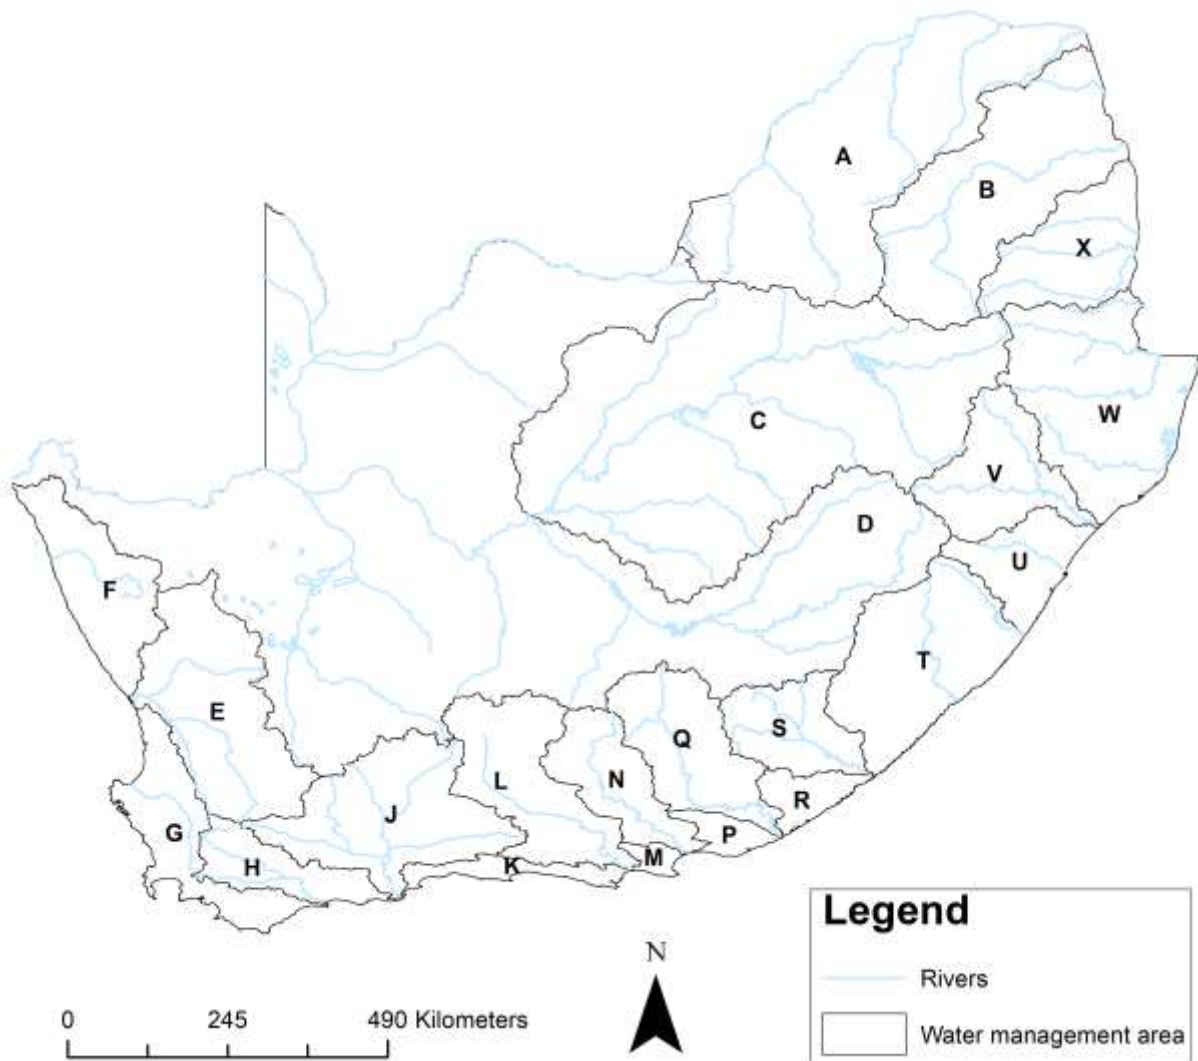 A
B
X
C
W
V
D
U
F
T
E
S
Q
L
N
J
R
G
P
M
H
K
Legend
N
Rivers
0 245 490 Kilometers
Water management area